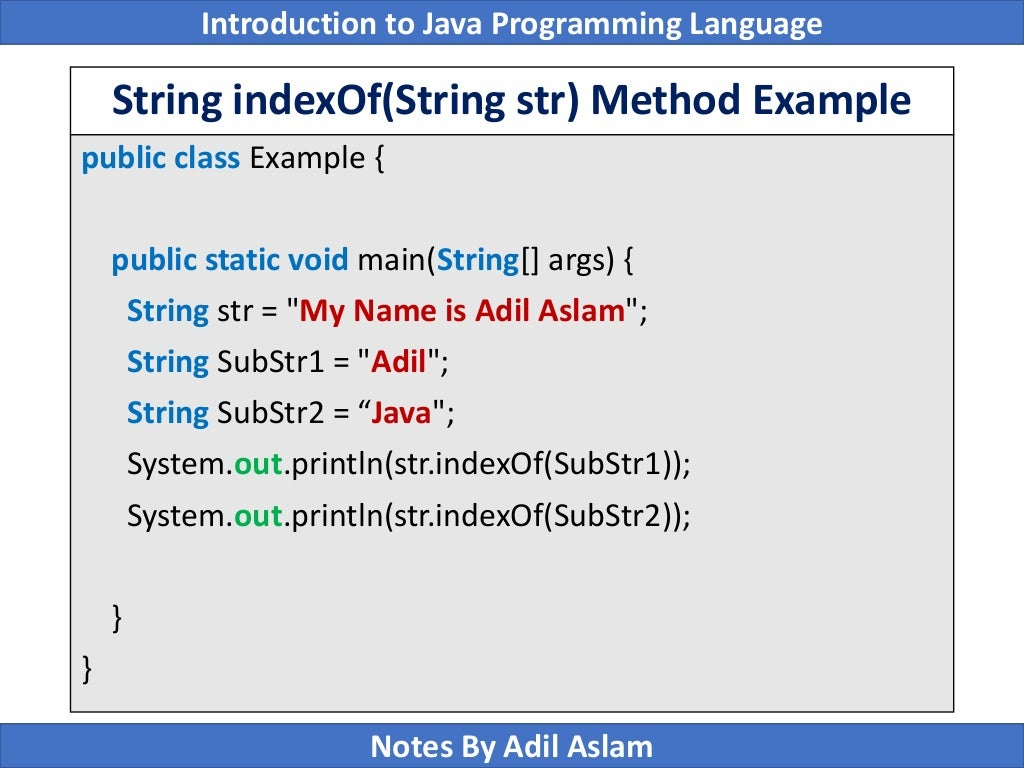 Introduction to Java Programming Language
String indexOf(String str) Method Example
public class Example {
public static void main(String[] args) {
String str = "My Name is Adil Aslam";
String SubStr1 = "Adil";
String SubStr2 = “Java";
System.out.println(str.indexOf(SubStr1));
System.out.println(str.indexOf(SubStr2));
}
}
Notes By Adil Aslam